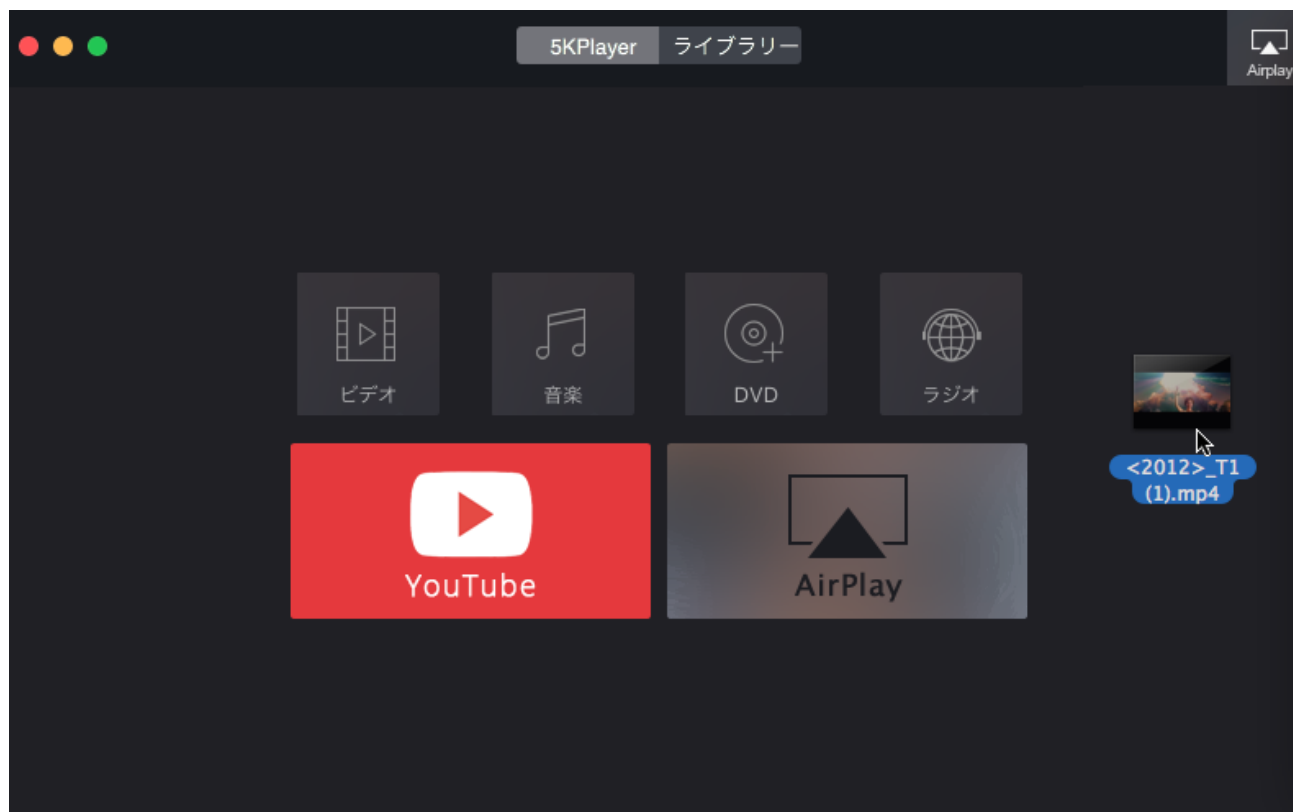 5KPlayer
ライブラリー
Airplay
ビデオ
音楽
DVD
ラジオ
<2012>_T1
(1).mp4
YouTube
AirPlay